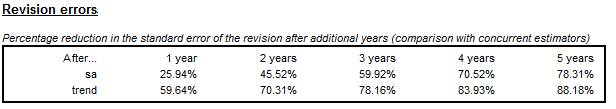 Revision errors
Percentage reduction in the standard error of the revision after additional years (comparison with concurrent estimators)
After... 1 year 2 years 3 years 4 years 5 years
sa 25.94% 45.52% 59.92% 70.52% 78.31%
trend 59.64% 70.31% 78.16% 83.93% 88.18%